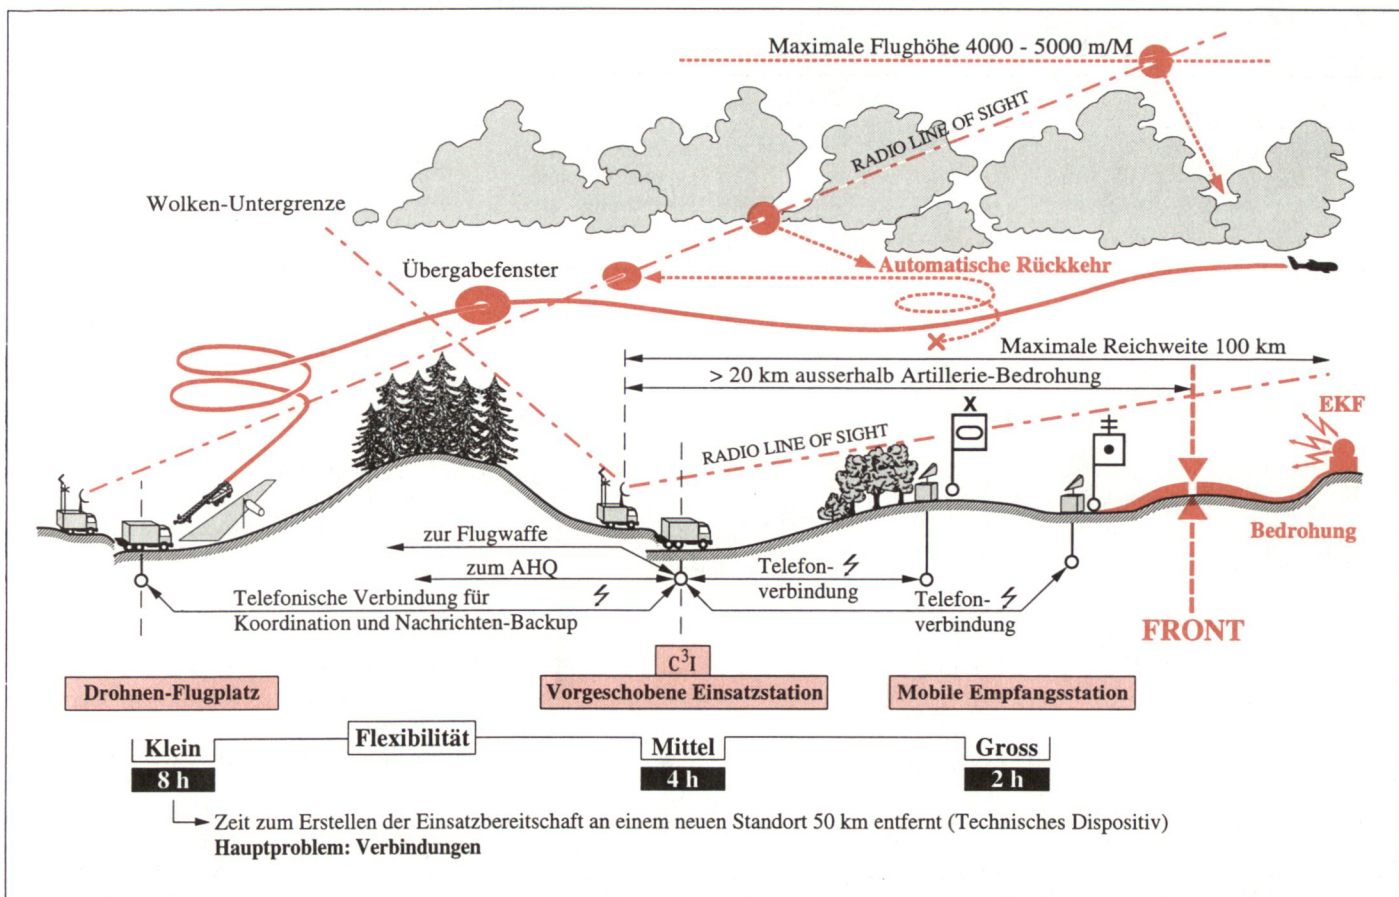 Maximale Flughöhe 4000 - 5000 m/M
RADIO LINE OF SIGHT
Wolken-Untergrenze
Übergabefenster
Automatische Rückkehr
Maximale Reichweite 100 km
> 20 km ausserhalb Artillerie-Bedrohung
X
EKF
RADIO LINE OF SIGHT
Bedrohung
zur Flugwaffe
zum AHQ
Telefon-
verbindung
Telefonische Verbindung für
Koordination und Nachrichten-Backup
Telefon-
verbindung
FRONT
C³I
Drohnen-Flugplatz
Vorgeschobene Einsatzstation
Mobile Empfangsstation
Flexibilität
Klein
Mittel
Gross
8 h
4 h
2 h
Zeit zum Erstellen der Einsatzbereitschaft an einem neuen Standort 50 km entfernt (Technisches Dispositiv)
Hauptproblem: Verbindungen